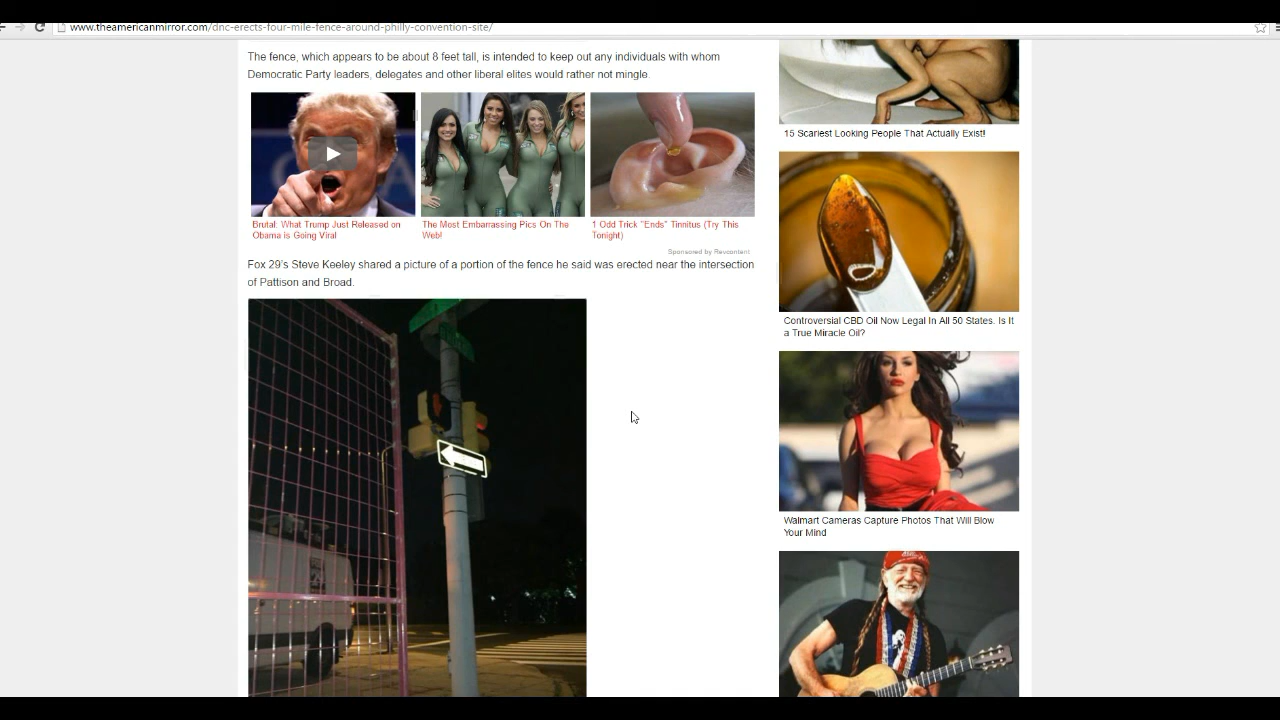 www.theamericanmirror.com/dnc-erects-four-mile-fence-around-philly-convention-site/
The fence, which appears to be about 8 feet tall, is intended to keep out any individuals with whom
Democratic Party leaders, delegates and other liberal elites would rather not mingle.
Brutal: What Trump Just Released on
Obama is Going Viral
The Most Embarrassing Pics On The
Web!
1 Odd Trick "Ends" Tinnitus (Try This
Tonight)
Sponsored by Revcontent
Fox 29's Steve Keeley shared a picture of a portion of the fence he said was erected near the intersection
of Pattison and Broad.
15 Scariest Looking People That Actually Exist!
Controversial CBD Oil Now Legal In All 50 States. Is It
a True Miracle Oil?
Walmart Cameras Capture Photos That Will Blow
Your Mind